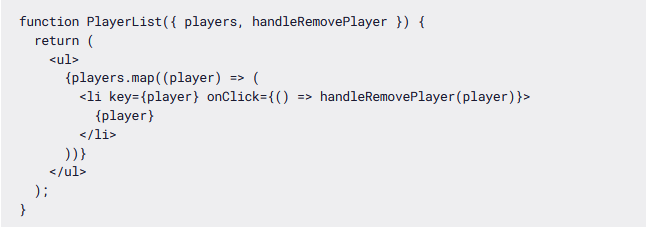 function PlayerList({ players, handleRemovePlayer }) {
  return (
    <ul>
      {players.map((player) => (
        <li key={player} onClick={() => handleRemovePlayer(player)}>
          {player}
        </li>
      ))}
    </ul>
  );
}